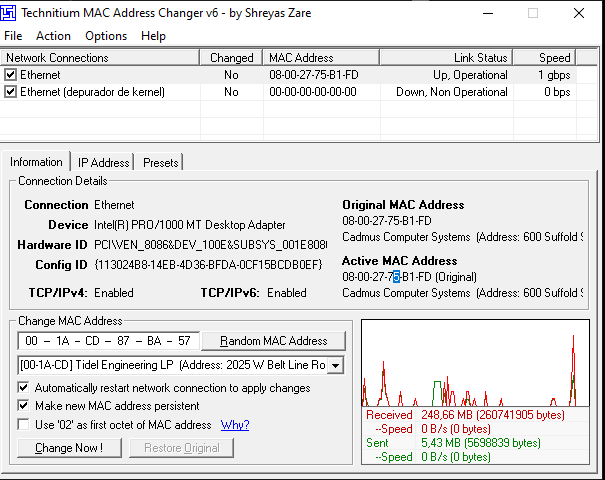 Technitium MAC Address Changer v6 - by Shreyas Zare
File Action Options Help
Network Connections Changed MAC Address Link Status Speed
Ethernet No 08-00-27-75-B1-FD Up, Operational 1 gbps
Ethernet (depurador de kernel) No 00-00-00-00-00-00 Down, Non Operational 0 bps
Information IP Address Presets
Connection Details
Connection Ethernet
Device Intel(R) PRO/1000 MT Desktop Adapter
Hardware ID PCI\VEN_8086&DEV_100E&SUBSYS_001E808
Config ID {113024B8-14EB-4D36-BFDA-0CF15BCDB0EF}
TCP/IPv4: Enabled TCP/IPv6: Enabled
Original MAC Address
08-00-27-75-B1-FD
Cadmus Computer Systems (Address: 600 Suffold S
Active MAC Address
08-00-27-75-B1-FD (Original)
Cadmus Computer Systems (Address: 600 Suffold S
Change MAC Address
00 - 1A - CD - 87 - BA - 57 Random MAC Address
[00-1A-CD] Tidel Engineering LP (Address: 2025 W Belt Line Ro
Automatically restart network connection to apply changes
Make new MAC address persistent
Use '02' as first octet of MAC address Why?
Change Now ! Restore Original
Received 248,66 MB (260741905 bytes)
--Speed 0 B/s (0 bytes)
Sent 5,43 MB (5698839 bytes)
--Speed 0 B/s (0 bytes)